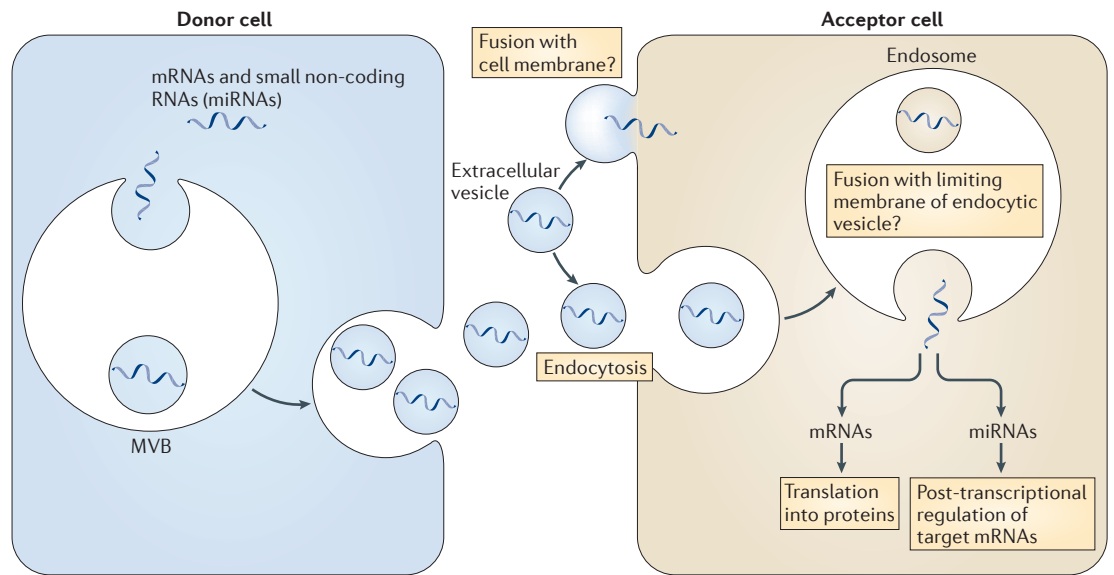 Donor cell
Acceptor cell
mRNAs and small non-coding
RNAs (miRNAs)
MVB
Fusion with
cell membrane?
Extracellular
vesicle
Endocytosis
Endosome
Fusion with limiting
membrane of endocytic
vesicle?
mRNAs
miRNAs
Translation
into proteins
Post-transcriptional
regulation of
target mRNAs